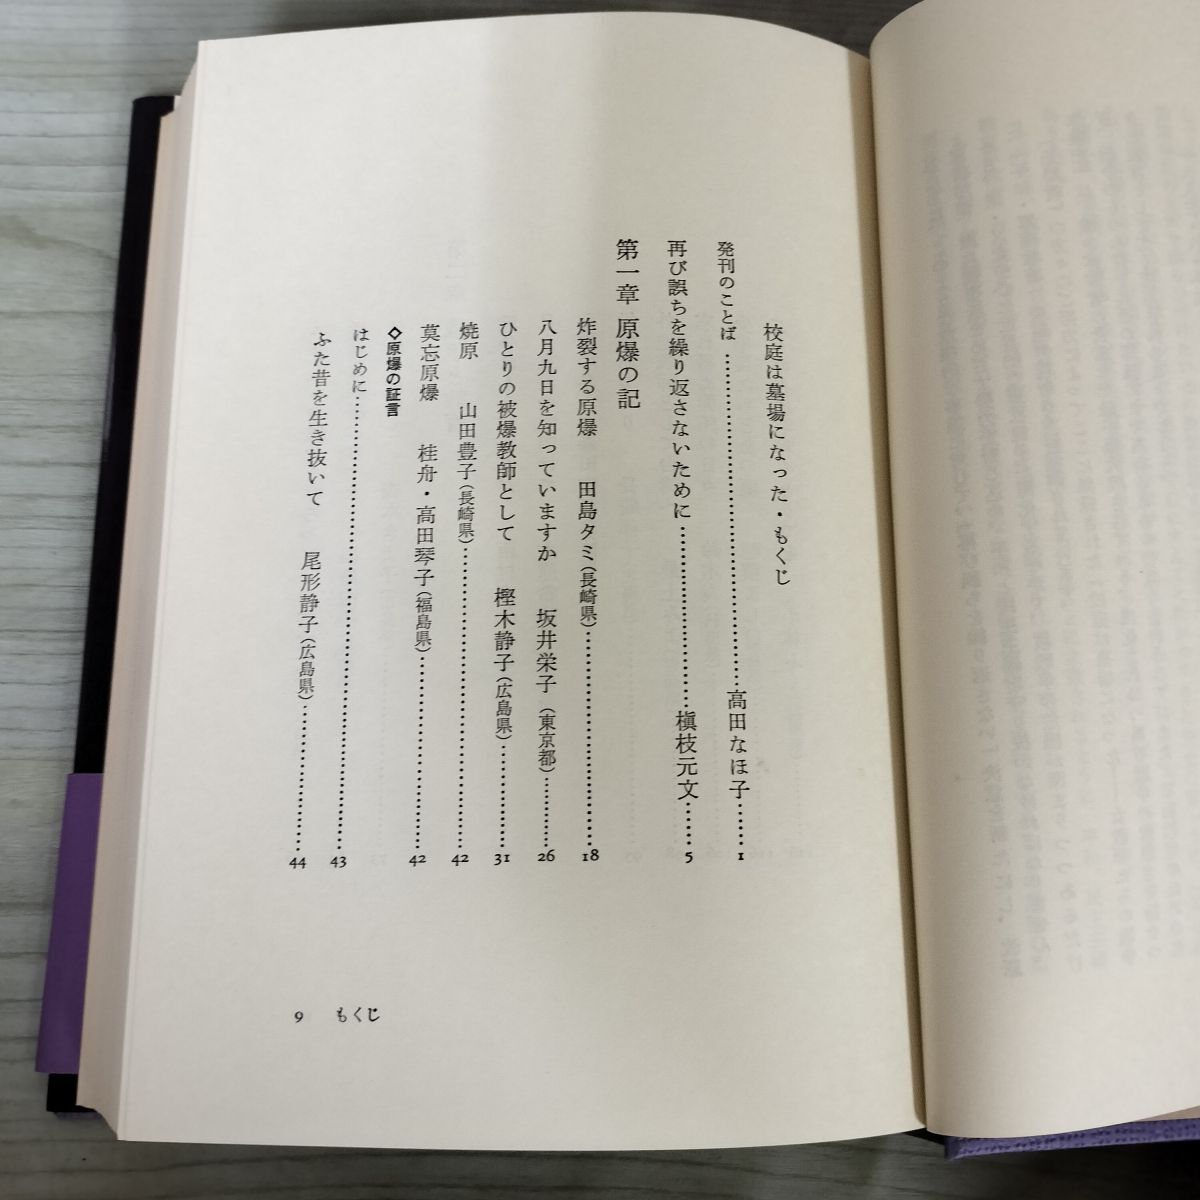 校庭は墓場になった・もくじ
発刊のことば……………………………………高田なほ子……1
再び誤ちを繰り返さないために……………………槇枝元文……5
第一章 原爆の記
炸裂する原爆 田島タミ(長崎県)……………………18
八月九日を知っていますか 坂井栄子(東京都)………26
ひとりの被爆教師として 樫木静子(広島県)…………31
焼原 山田豊子(長崎県)………………………………42
莫忘原爆 桂舟・高田琴子(福島県)…………………42
◇原爆の証言
はじめに…………………………………………………43
ふた昔を生き抜いて 尾形静子(広島県)……………44
9 もくじ